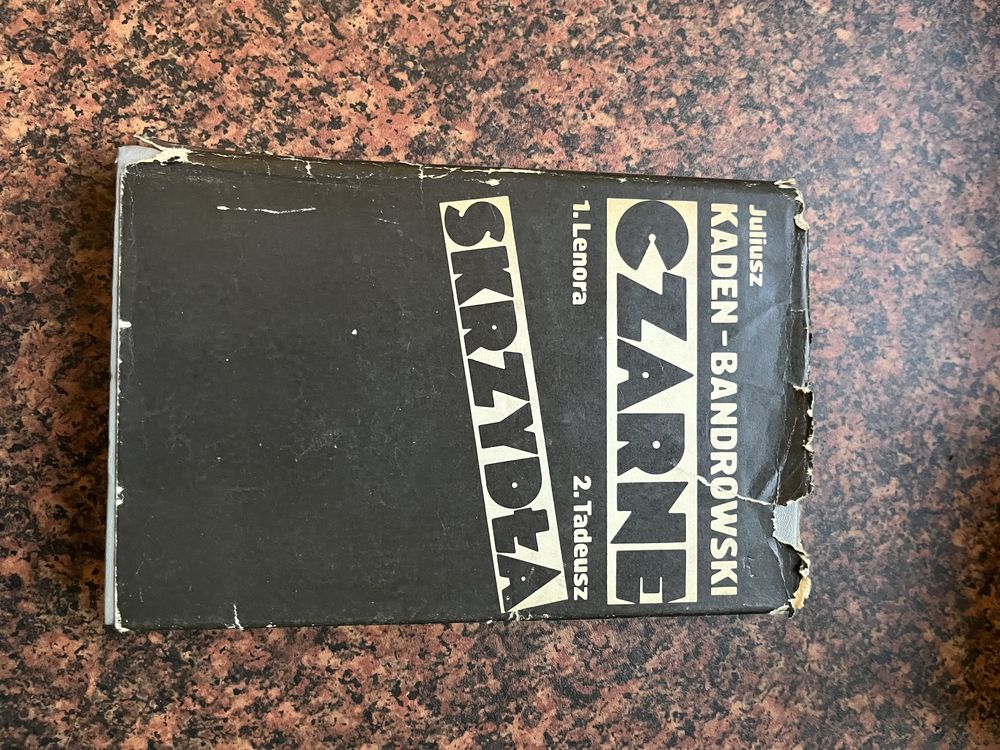 Juliusz
KADEN-BANDROWSKI
CZARNE
1. Lenora 2. Tadeusz
SKRZYDŁA